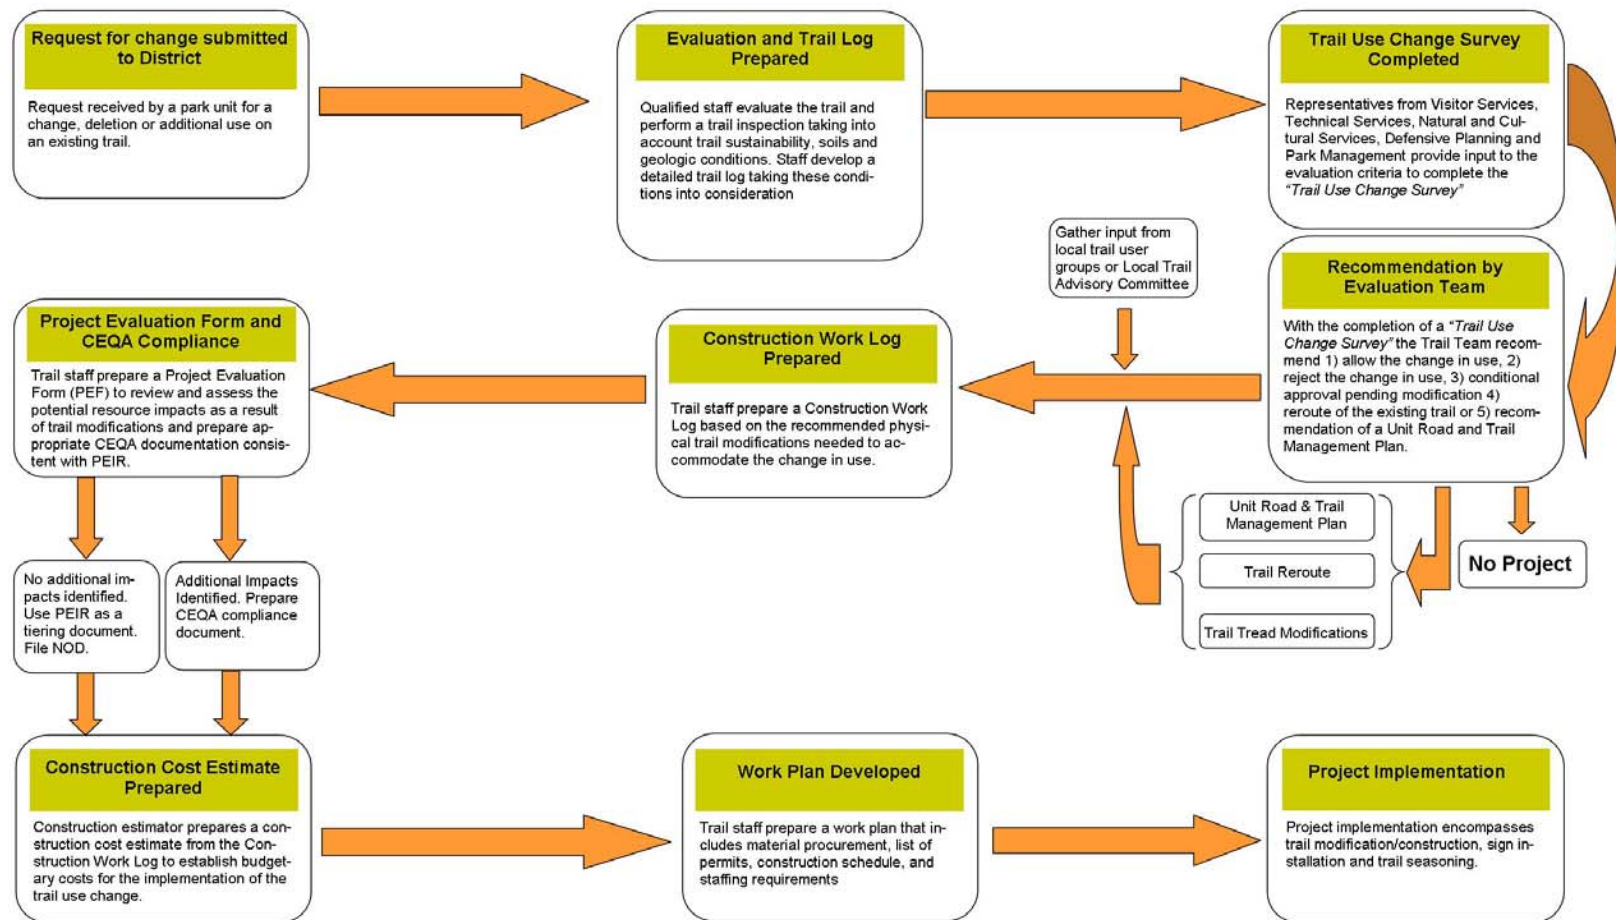 Request for change submitted
to District
Request received by a park unit for a
change, deletion or additional use on
an existing trail.
Evaluation and Trail Log
Prepared
Qualified staff evaluate the trail and
perform a trail inspection taking into
account trail sustainability, soils and
geologic conditions. Staff develop a
detailed trail log taking these condi-
tions into consideration
Trail Use Change Survey
Completed
Representatives from Visitor Services,
Technical Services, Natural and Cul-
tural Services, Defensive Planning and
Park Management provide input to the
evaluation criteria to complete the
“Trail Use Change Survey”
Gather input from
local trail user
groups or Local Trail
Advisory Committee
Recommendation by
Evaluation Team
With the completion of a “Trail Use
Change Survey” the Trail Team recom-
mend 1) allow the change in use, 2)
reject the change in use, 3) conditional
approval pending modification 4)
reroute of the existing trail or 5) recom-
mendation of a Unit Road and Trail
Management Plan.
Unit Road & Trail
Management Plan
Trail Reroute
Trail Tread Modifications
No Project
Construction Work Log
Prepared
Trail staff prepare a Construction Work
Log based on the recommended physi-
cal trail modifications needed to ac-
commodate the change in use.
Project Evaluation Form and
CEQA Compliance
Trail staff prepare a Project Evaluation
Form (PEF) to review and assess the
potential resource impacts as a result
of trail modifications and prepare ap-
propriate CEQA documentation consis-
tent with PEIR.
No additional im-
pacts identified.
Use PEIR as a
tiering document.
File NOD.
Additional Impacts
Identified. Prepare
CEQA compliance
document.
Construction Cost Estimate
Prepared
Construction estimator prepares a con-
struction cost estimate from the Con-
struction Work Log to establish budget-
ary costs for the implementation of the
trail use change.
Work Plan Developed
Trail staff prepare a work plan that in-
cludes material procurement, list of
permits, construction schedule, and
staffing requirements
Project Implementation
Project implementation encompasses
trail modification/construction, sign in-
stallation and trail seasoning.